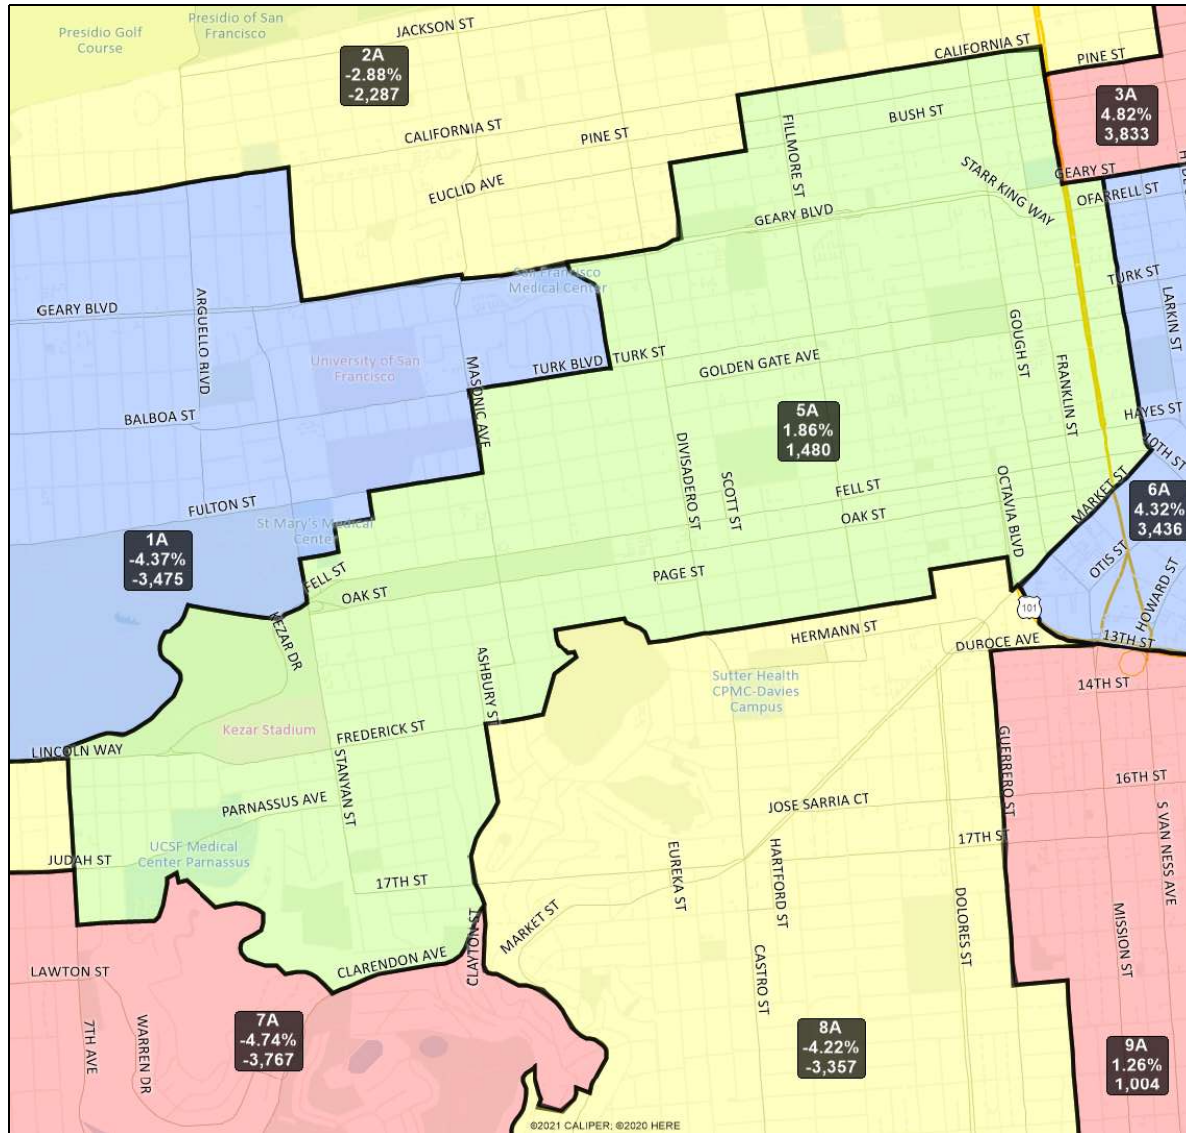 Presidio Golf
Course
Presidio of San
Francisco
JACKSON ST
2A
-2.88%
-2,287
CALIFORNIA ST
PINE ST
3A
4.82%
3,833
CALIFORNIA ST
PINE ST
EUCLID AVE
FILLMORE ST
BUSH ST
STARR KING WAY
GEARY ST
OFARRELL ST
GEARY BLVD
San Francisco
Medical Center
TURK ST
LARKIN ST
GEARY BLVD
ARGUELLO BLVD
University of San
Francisco
MASONIC AVE
TURK BLVD
TURK ST
GOLDEN GATE AVE
GOUGH ST
FRANKLIN ST
BALBOA ST
5A
1.86%
1,480
HAYES ST
10TH ST
DIVISADERO ST
SCOTT ST
FELL ST
OAK ST
OCTAVIA BLVD
MARKET ST
6A
4.32%
3,436
FULTON ST
St Mary's Medical
Center
1A
-4.37%
-3,475
FELL ST
OAK ST
PAGE ST
OTIS ST
HOWARD ST
101
13TH ST
KEZAR DR
ASHBURY ST
HERMANN ST
DUBOCE AVE
Sutter Health
CPMC-Davies
Campus
14TH ST
Kezar Stadium
FREDERICK ST
LINCOLN WAY
STANYAN ST
GUERRERO ST
PARNASSUS AVE
JOSE SARRIA CT
16TH ST
S VAN NESS AVE
UCSF Medical
Center Parnassus
JUDAH ST
17TH ST
EUREKA ST
HARTFORD ST
17TH ST
DOLORES ST
MISSION ST
MARKET ST
CLAYTON ST
CASTRO ST
CLARENDON AVE
LAWTON ST
7TH AVE
WARREN DR
7A
-4.74%
-3,767
8A
-4.22%
-3,357
9A
1.26%
1,004
©2021 CALIPER; ©2020 HERE